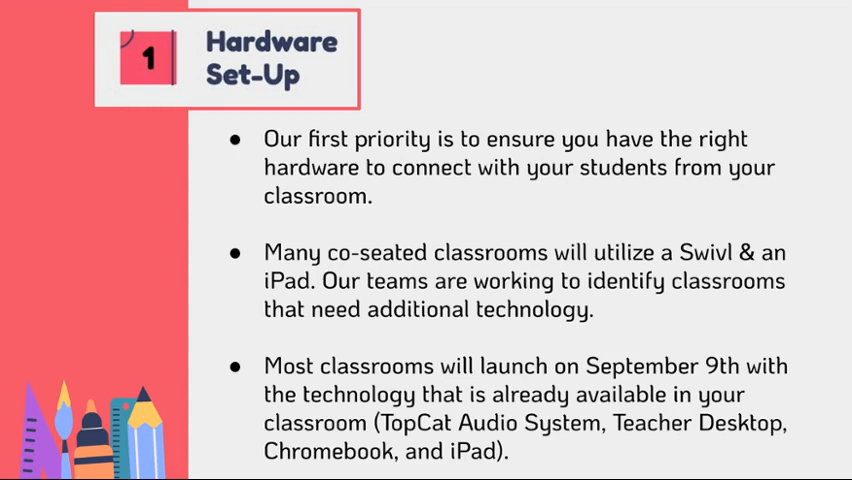 1
Hardware
Set-Up
● Our first priority is to ensure you have the right
hardware to connect with your students from your
classroom.
● Many co-seated classrooms will utilize a Swivl & an
iPad. Our teams are working to identify classrooms
that need additional technology.
● Most classrooms will launch on September 9th with
the technology that is already available in your
classroom (TopCat Audio System, Teacher Desktop,
Chromebook, and iPad).